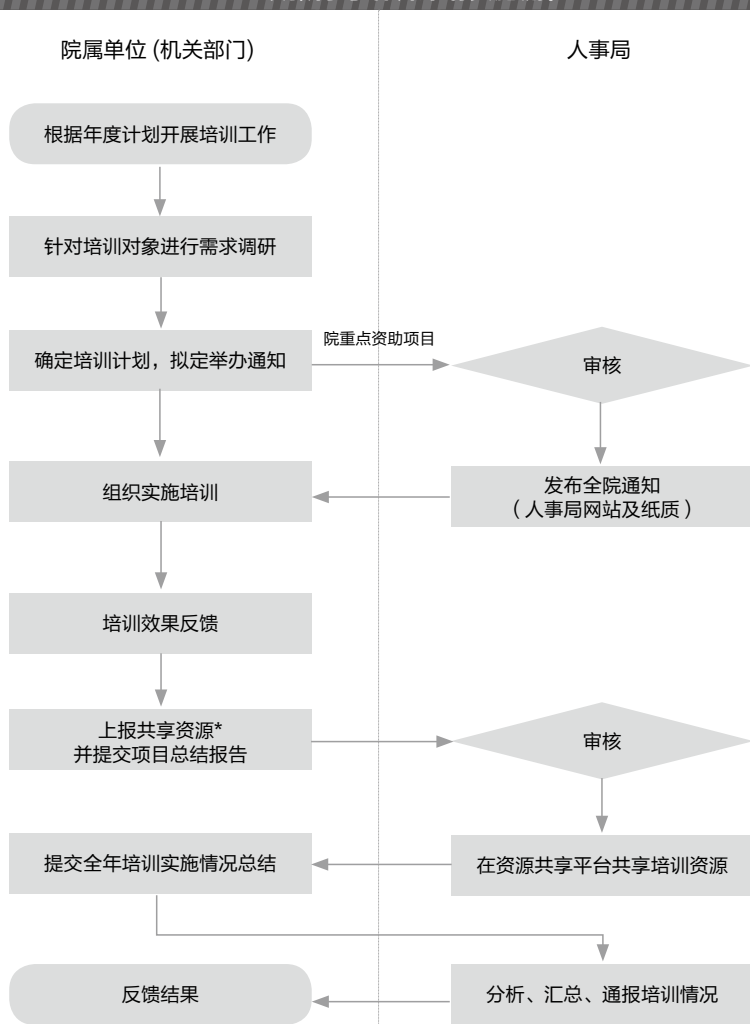 院属单位 (机关部门)
人事局
根据年度计划开展培训工作
针对培训对象进行需求调研
确定培训计划，拟定举办通知
院重点资助项目
审核
组织实施培训
发布全院通知
（人事局网站及纸质）
培训效果反馈
上报共享资源*
并提交项目总结报告
审核
提交全年培训实施情况总结
在资源共享平台共享培训资源
反馈结果
分析、汇总、通报培训情况